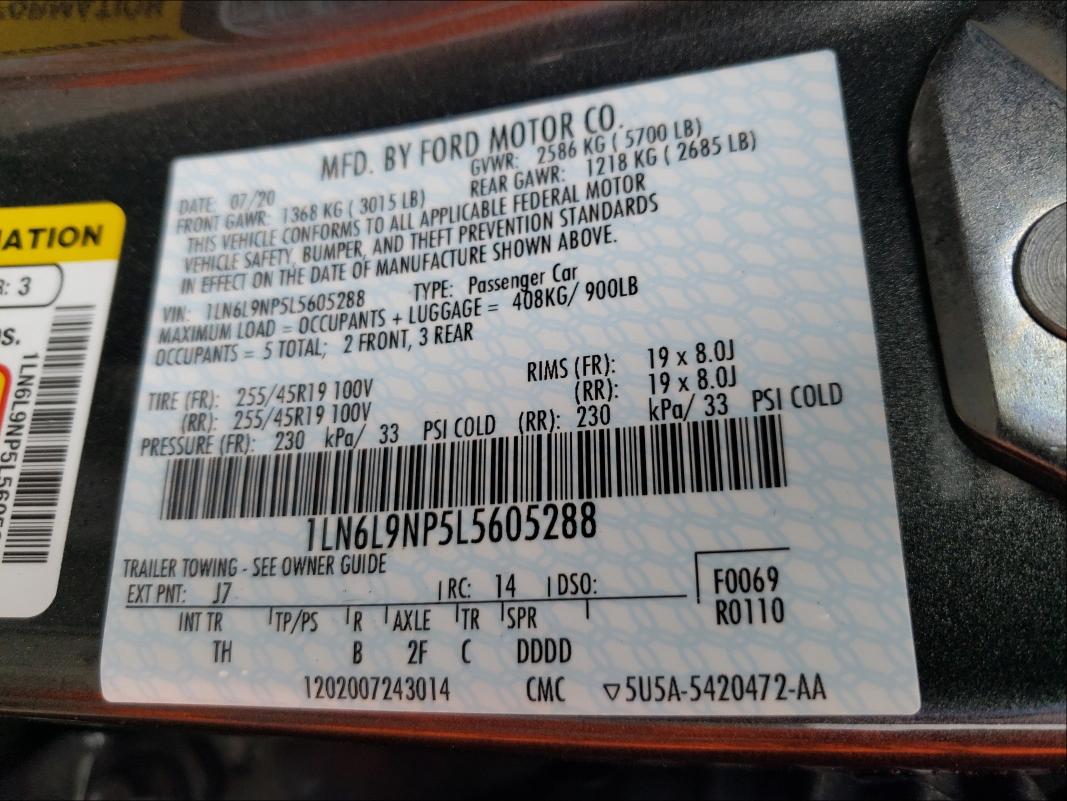 MATION
R: 3
BS.
1LN6L9NP5L5605
MFD. BY FORD MOTOR CO.
DATE: 07/20 GVWR: 2586 KG ( 5700 LB)
FRONT GAWR: 1368 KG ( 3015 LB) REAR GAWR: 1218 KG ( 2685 LB)
THIS VEHICLE CONFORMS TO ALL APPLICABLE FEDERAL MOTOR
VEHICLE SAFETY, BUMPER, AND THEFT PREVENTION STANDARDS
IN EFFECT ON THE DATE OF MANUFACTURE SHOWN ABOVE.
VIN: 1LN6L9NP5L5605288 TYPE: Passenger Car
MAXIMUM LOAD = OCCUPANTS + LUGGAGE = 408KG/ 900LB
OCCUPANTS = 5 TOTAL; 2 FRONT, 3 REAR
TIRE (FR): 255/45R19 100V RIMS (FR): 19 x 8.0J
(RR): 255/45R19 100V (RR): 19 x 8.0J
PRESSURE (FR): 230 kPa/ 33 PSI COLD (RR): 230 kPa/ 33 PSI COLD
1LN6L9NP5L5605288
TRAILER TOWING - SEE OWNER GUIDE
EXT PNT: J7 RC: 14 DSO: F0069
INT TR TP/PS R AXLE TR SPR R0110
TH B 2F C DDDD
1202007243014 CMC ▽5U5A-5420472-AA